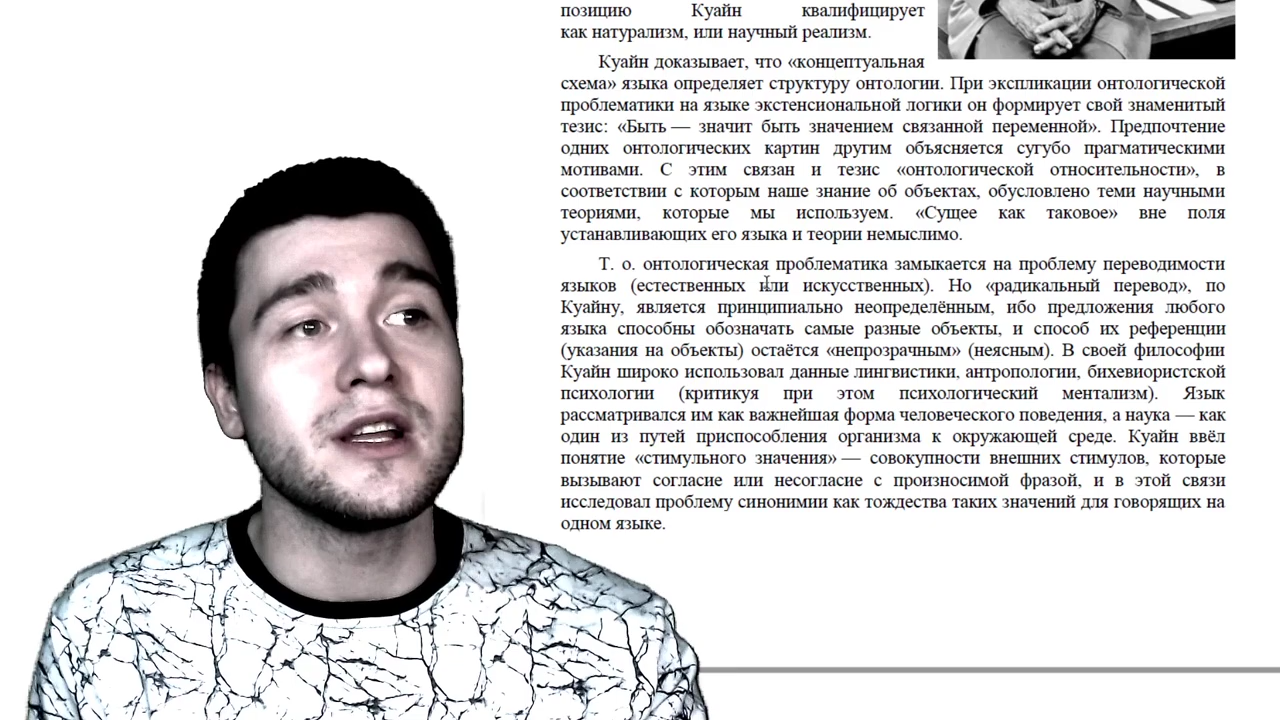 позицию Куайн квалифицирует
как натурализм, или научный реализм.
Куайн доказывает, что «концептуальная
схема» языка определяет структуру онтологии. При экспликации онтологической
проблематики на языке экстенсиональной логики он формирует свой знаменитый
тезис: «Быть — значит быть значением связанной переменной». Предпочтение
одних онтологических картин другим объясняется сугубо прагматическими
мотивами. С этим связан и тезис «онтологической относительности», в
соответствии с которым наше знание об объектах, обусловлено теми научными
теориями, которые мы используем. «Сущее как таковое» вне поля
устанавливающих его языка и теории немыслимо.
Т. о. онтологическая проблематика замыкается на проблему переводимости
языков (естественных или искусственных). Но «радикальный перевод», по
Куайну, является принципиально неопределённым, ибо предложения любого
языка способны обозначать самые разные объекты, и способ их референции
(указания на объекты) остаётся «непрозрачным» (неясным). В своей философии
Куайн широко использовал данные лингвистики, антропологии, бихевиористской
психологии (критикуя при этом психологический ментализм). Язык
рассматривался им как важнейшая форма человеческого поведения, а наука — как
один из путей приспособления организма к окружающей среде. Куайн ввёл
понятие «стимульного значения» — совокупности внешних стимулов, которые
вызывают согласие или несогласие с произносимой фразой, и в этой связи
исследовал проблему синонимии как тождества таких значений для говорящих на
одном языке.